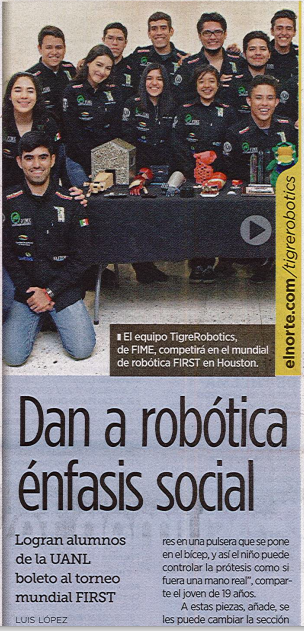 elnorte.com/tigrerobotics
El equipo TigreRobotics,
de FIME, competirá en el mundial
de robótica FIRST en Houston.
Dan a robótica
énfasis social
Logran alumnos
de la UANL
boleto al torneo
mundial FIRST
LUIS LÓPEZ
res en una pulsera que se pone
en el bícep, y así el niño puede
controlar la prótesis como si
fuera una mano real”, compar-
te el joven de 19 años.
A estas piezas, añade, se
les puede cambiar la sección